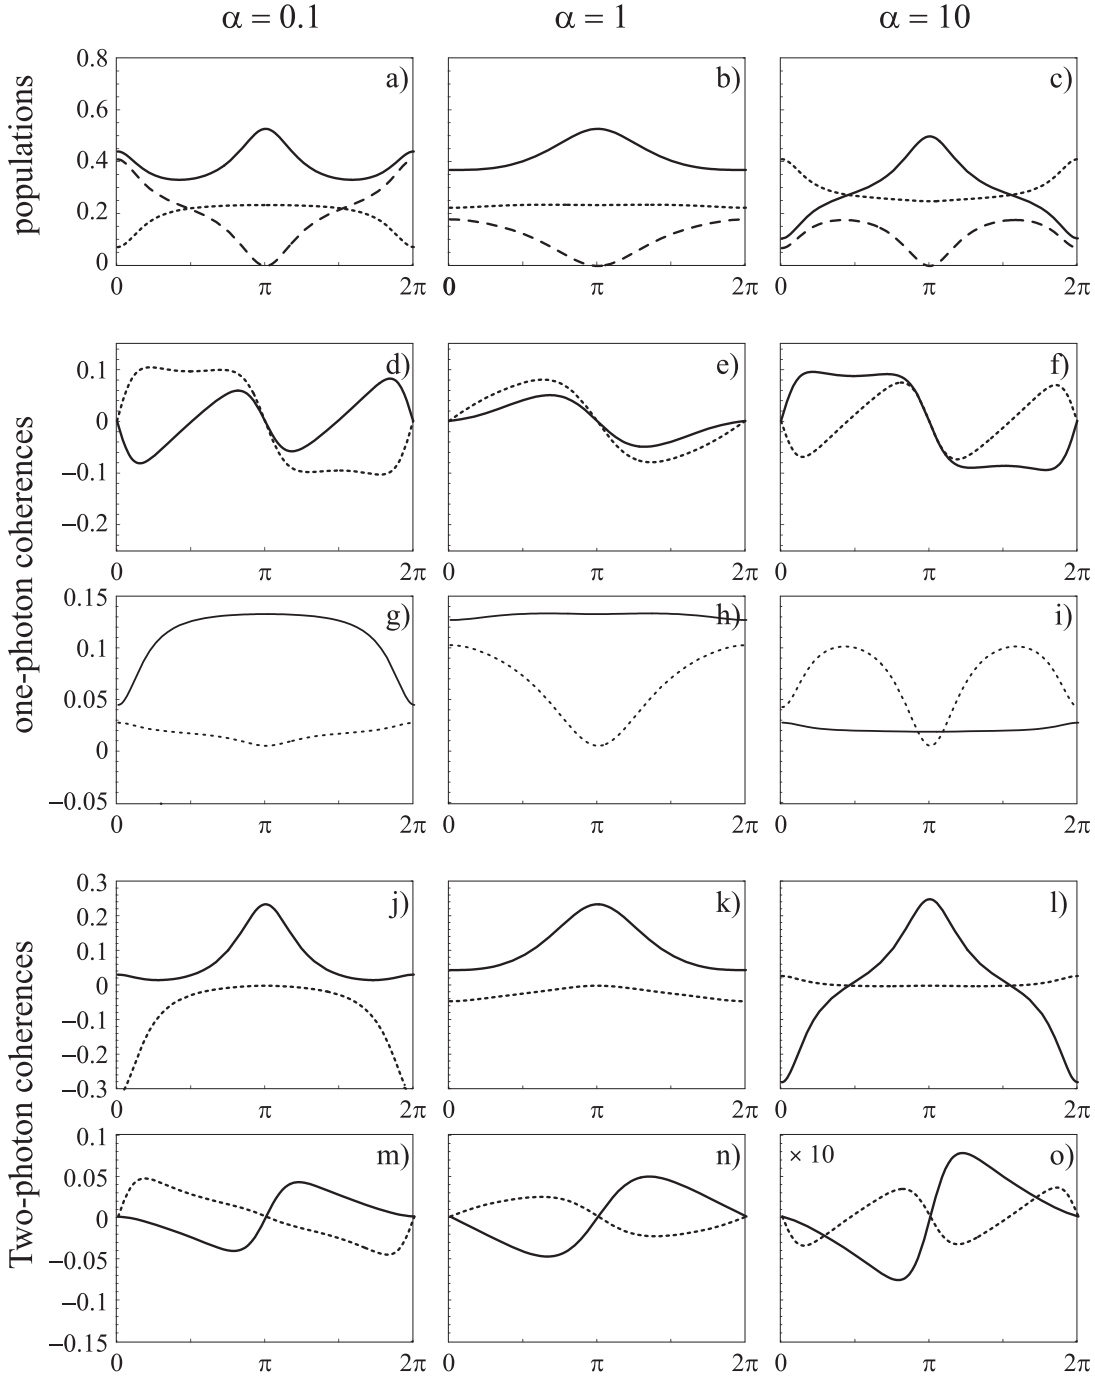 α = 0.1 α = 1 α = 10
populations
0.8
0.6
0.4
0.2
0
a) b) c)
0 π 2π 0 π 2π 0 π 2π
one-photon coherences
0.1
0
−0.1
−0.2
d) e) f)
0 π 2π 0 π 2π 0 π 2π
0.15
0.1
0.05
0
−0.05
g) h) i)
0 π 2π 0 π 2π 0 π 2π
Two-photon coherences
0.3
0.2
0.1
0
−0.1
−0.2
−0.3
j) k) l)
0 π 2π 0 π 2π 0 π 2π
0.1
0.05
0
−0.05
−0.1
−0.15
m) n) × 10 o)
0 π 2π 0 π 2π 0 π 2π